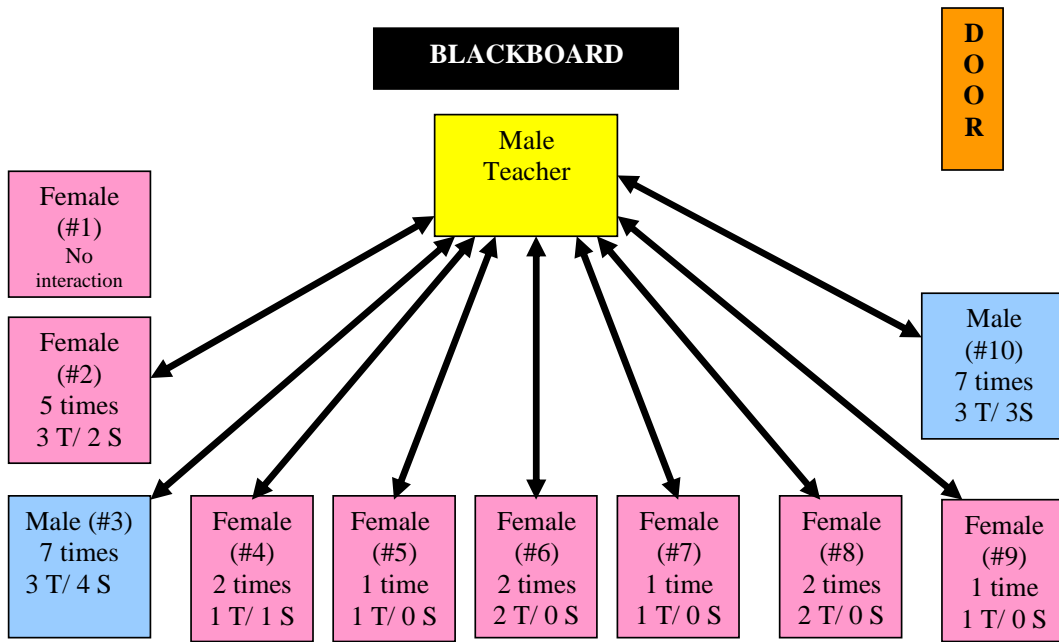 BLACKBOARD
D
O
O
R
Male
Teacher
Female
(#1)
No
interaction
Female
(#2)
5 times
3 T/ 2 S
Male
(#10)
7 times
3 T/ 3S
Male (#3)
7 times
3 T/ 4 S
Female
(#4)
2 times
1 T/ 1 S
Female
(#5)
1 time
1 T/ 0 S
Female
(#6)
2 times
2 T/ 0 S
Female
(#7)
1 time
1 T/ 0 S
Female
(#8)
2 times
2 T/ 0 S
Female
(#9)
1 time
1 T/ 0 S